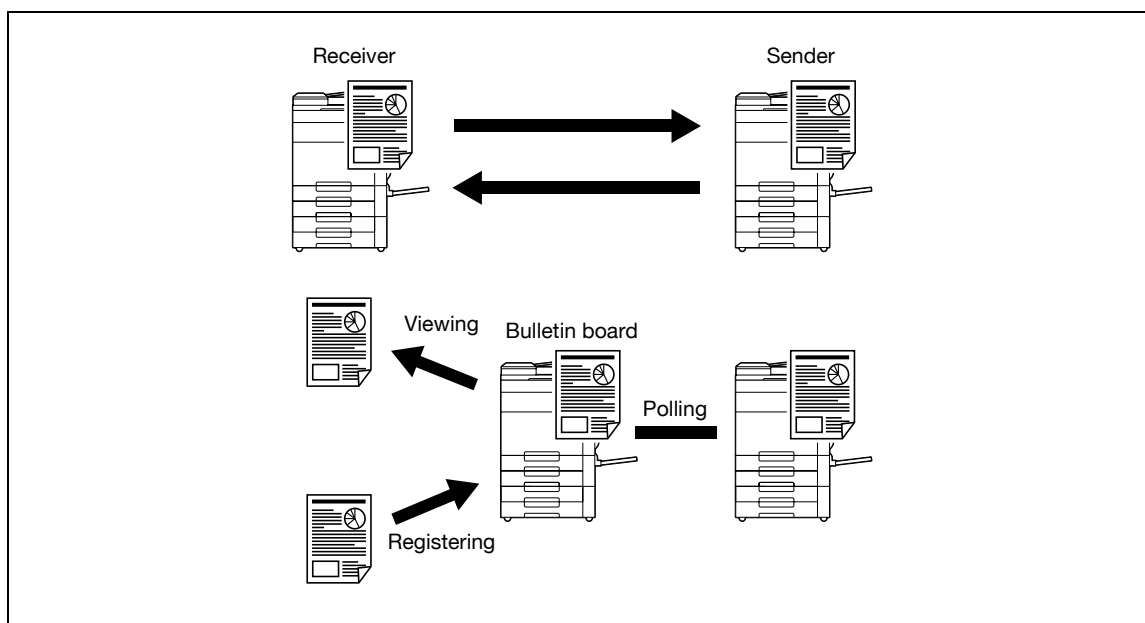 Receiver
Sender
Viewing
Bulletin board
Polling
Registering